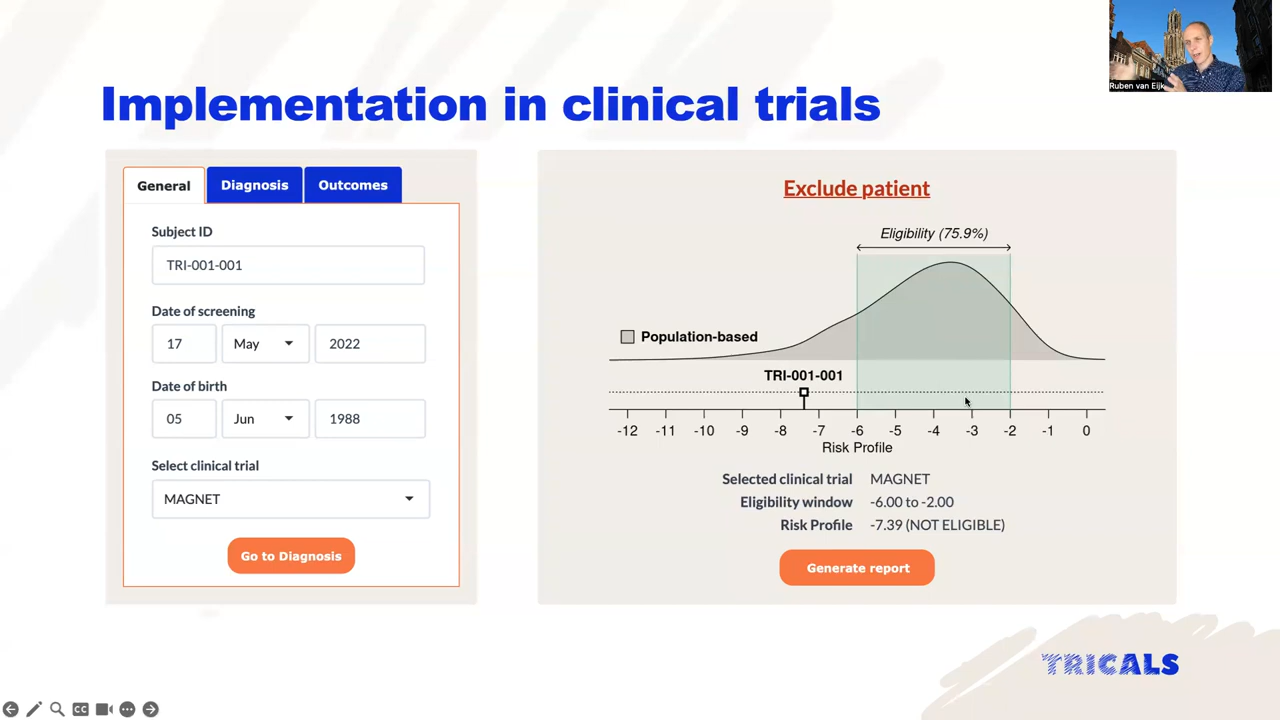 Ruben van Eijk
Implementation in clinical trials
General
Diagnosis
Outcomes
Subject ID
TRI-001-001
Date of screening
17
May
2022
Date of birth
05
Jun
1988
Select clinical trial
MAGNET
Go to Diagnosis
Exclude patient
Eligibility (75.9%)
Population-based
TRI-001-001
-12 -11 -10 -9 -8 -7 -6 -5 -4 -3 -2 -1 0
Risk Profile
Selected clinical trial MAGNET
Eligibility window -6.00 to -2.00
Risk Profile -7.39 (NOT ELIGIBLE)
Generate report
TRICALS
CC